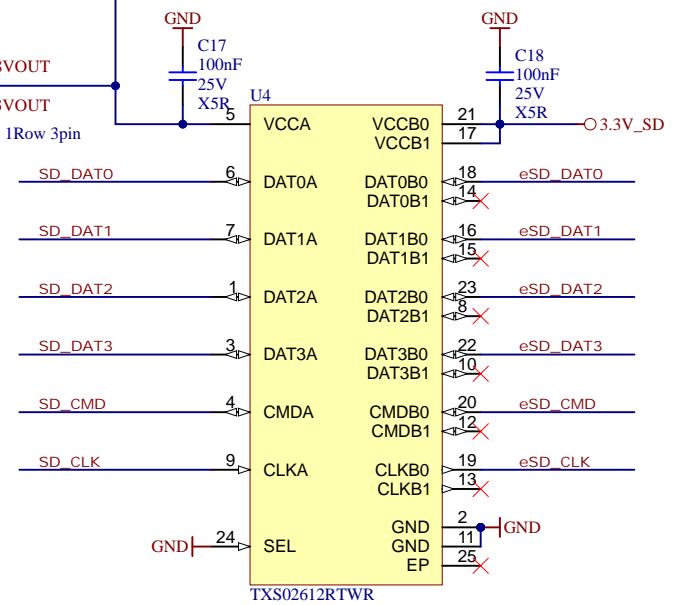 GND
GND
C17
100nF
25V
X5R
C18
100nF
25V
X5R
VOUT
VOUT
1Row 3pin
U4
5 VCCA VCCB0 21 3.3V_SD
VCCB1 17
SD_DAT0 6 DAT0A DAT0B0 18 eSD_DAT0
DAT0B1 14
SD_DAT1 7 DAT1A DAT1B0 16 eSD_DAT1
DAT1B1 15
SD_DAT2 1 DAT2A DAT2B0 23 eSD_DAT2
DAT2B1 8
SD_DAT3 3 DAT3A DAT3B0 22 eSD_DAT3
DAT3B1 10
SD_CMD 4 CMDA CMDB0 20 eSD_CMD
CMDB1 12
SD_CLK 9 CLKA CLKB0 19 eSD_CLK
CLKB1 13
GND 2 GND
GND 24 SEL GND 11
EP 25
TXS02612RTWR